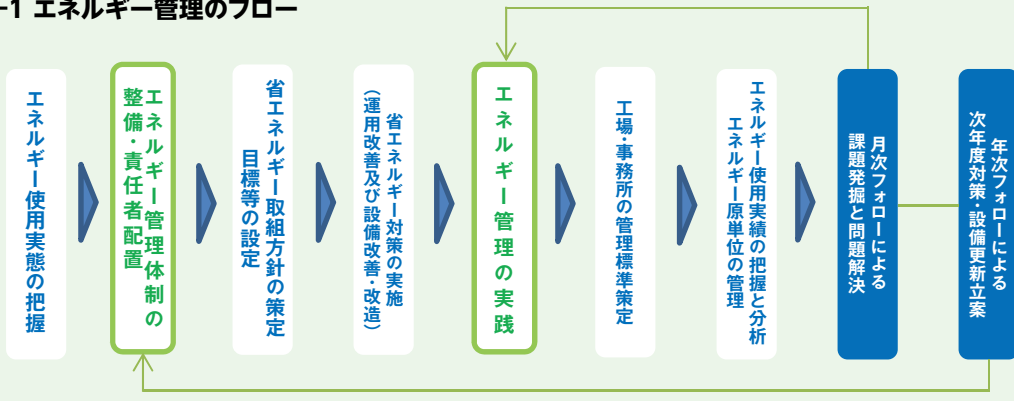 -1 エネルギー管理のフロー
エネルギー使用実態の把握
エネルギー管理体制の
整備・責任者配置
省エネルギー取組方針の策定
目標等の設定
省エネルギー対策の実施
(運用改善及び設備改善・改造)
エネルギー管理の実践
工場・事務所の管理標準策定
エネルギー使用実績の把握と分析
エネルギー原単位の管理
月次フォローによる
課題発掘と問題解決
年次フォローによる
次年度対策・設備更新立案